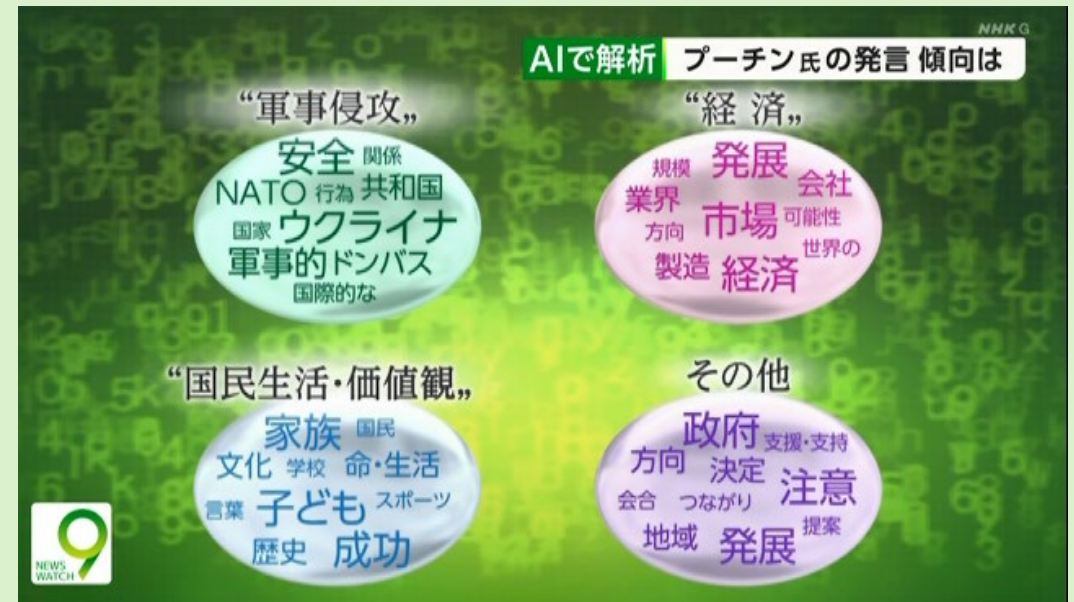 NHK G
AIで解析 プーチン氏の発言 傾向は
“軍事侵攻„
安全 関係
NATO 行為 共和国
国家 ウクライナ
軍事的 ドンバス
国際的な
“経済„
規模 発展 会社
業界 市場 可能性
方向 世界の
製造 経済
“国民生活・価値観„
家族 国民
文化 学校 命・生活
言葉 子ども スポーツ
歴史 成功
その他
政府 支援・支持
方向 決定 注意
会合 つながり
地域 発展 提案
NEWS
WATCH 9